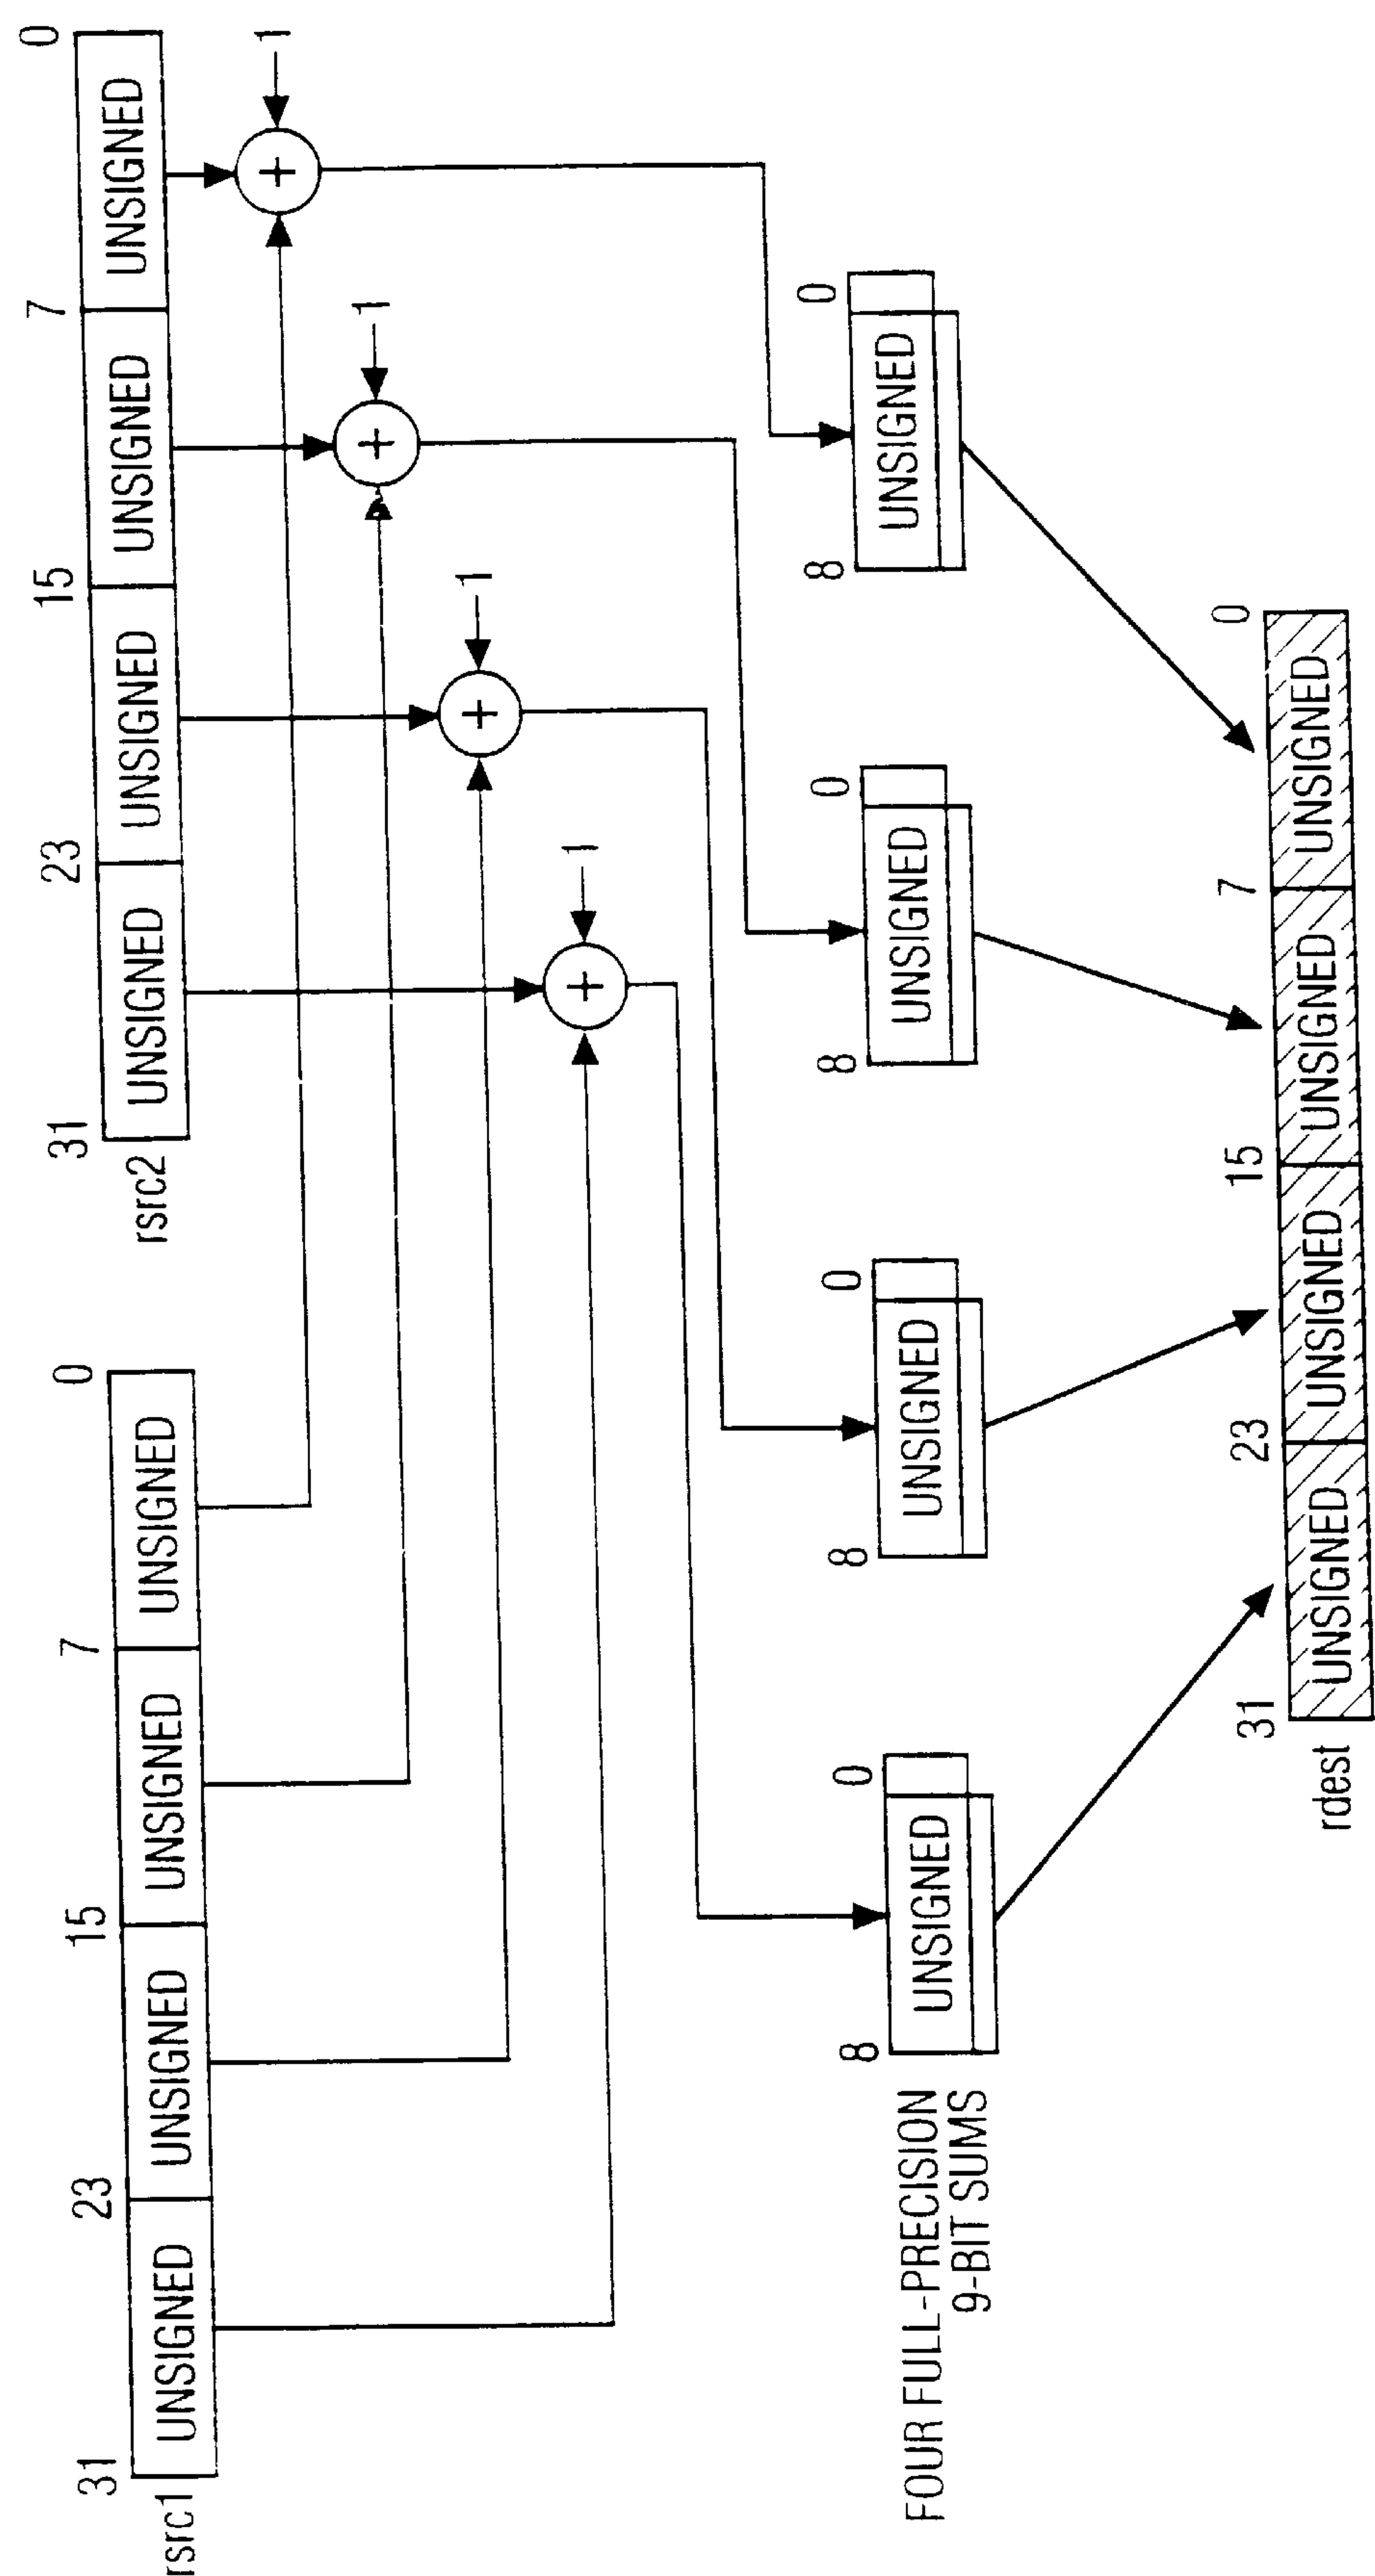 31 23 15 7 0 31 23 15 7 0
rsrc1 UNSIGNED UNSIGNED UNSIGNED UNSIGNED rsrc2 UNSIGNED UNSIGNED UNSIGNED UNSIGNED
+ 1
+ 1
+ 1
+ 1
8 0 8 0 8 0 8 0
FOUR FULL-PRECISION UNSIGNED UNSIGNED UNSIGNED UNSIGNED
9-BIT SUMS
31 23 15 7 0
rdest UNSIGNED UNSIGNED UNSIGNED UNSIGNED